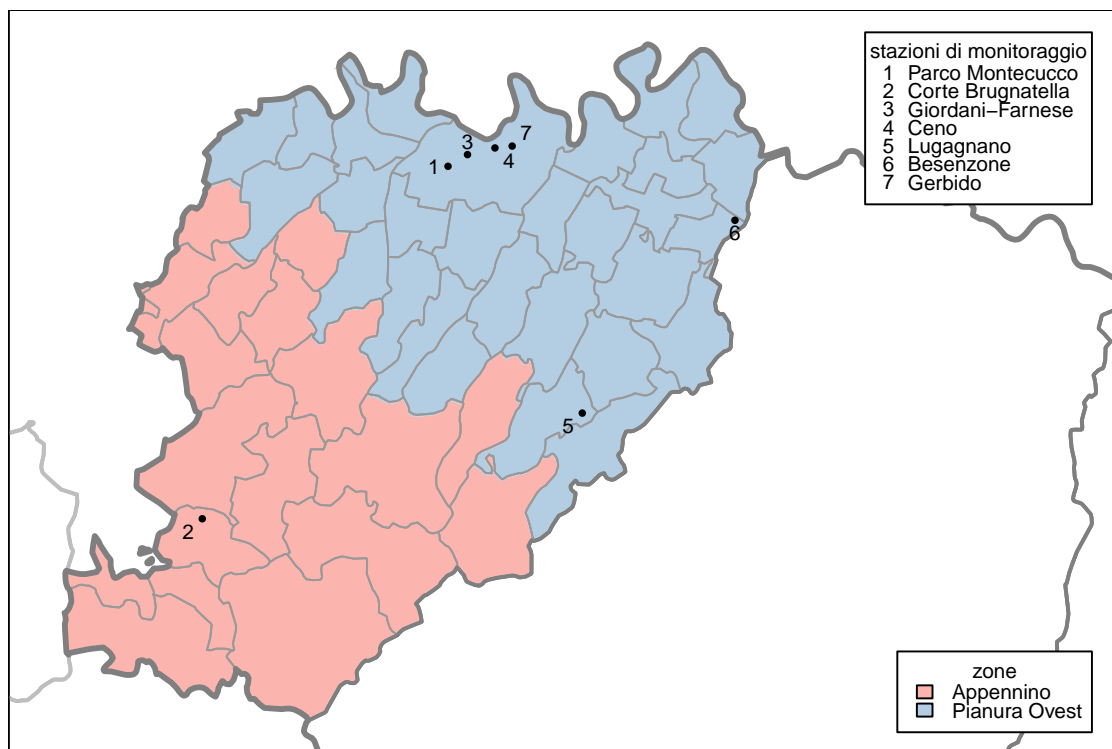 stazioni di monitoraggio
1 Parco Montecucco
2 Corte Brugnatella
3 Giordani−Farnese
4 Ceno
5 Lugagnano
6 Besenzone
7 Gerbido
3
7
1
4
6
5
2
zone
Appennino
Pianura Ovest